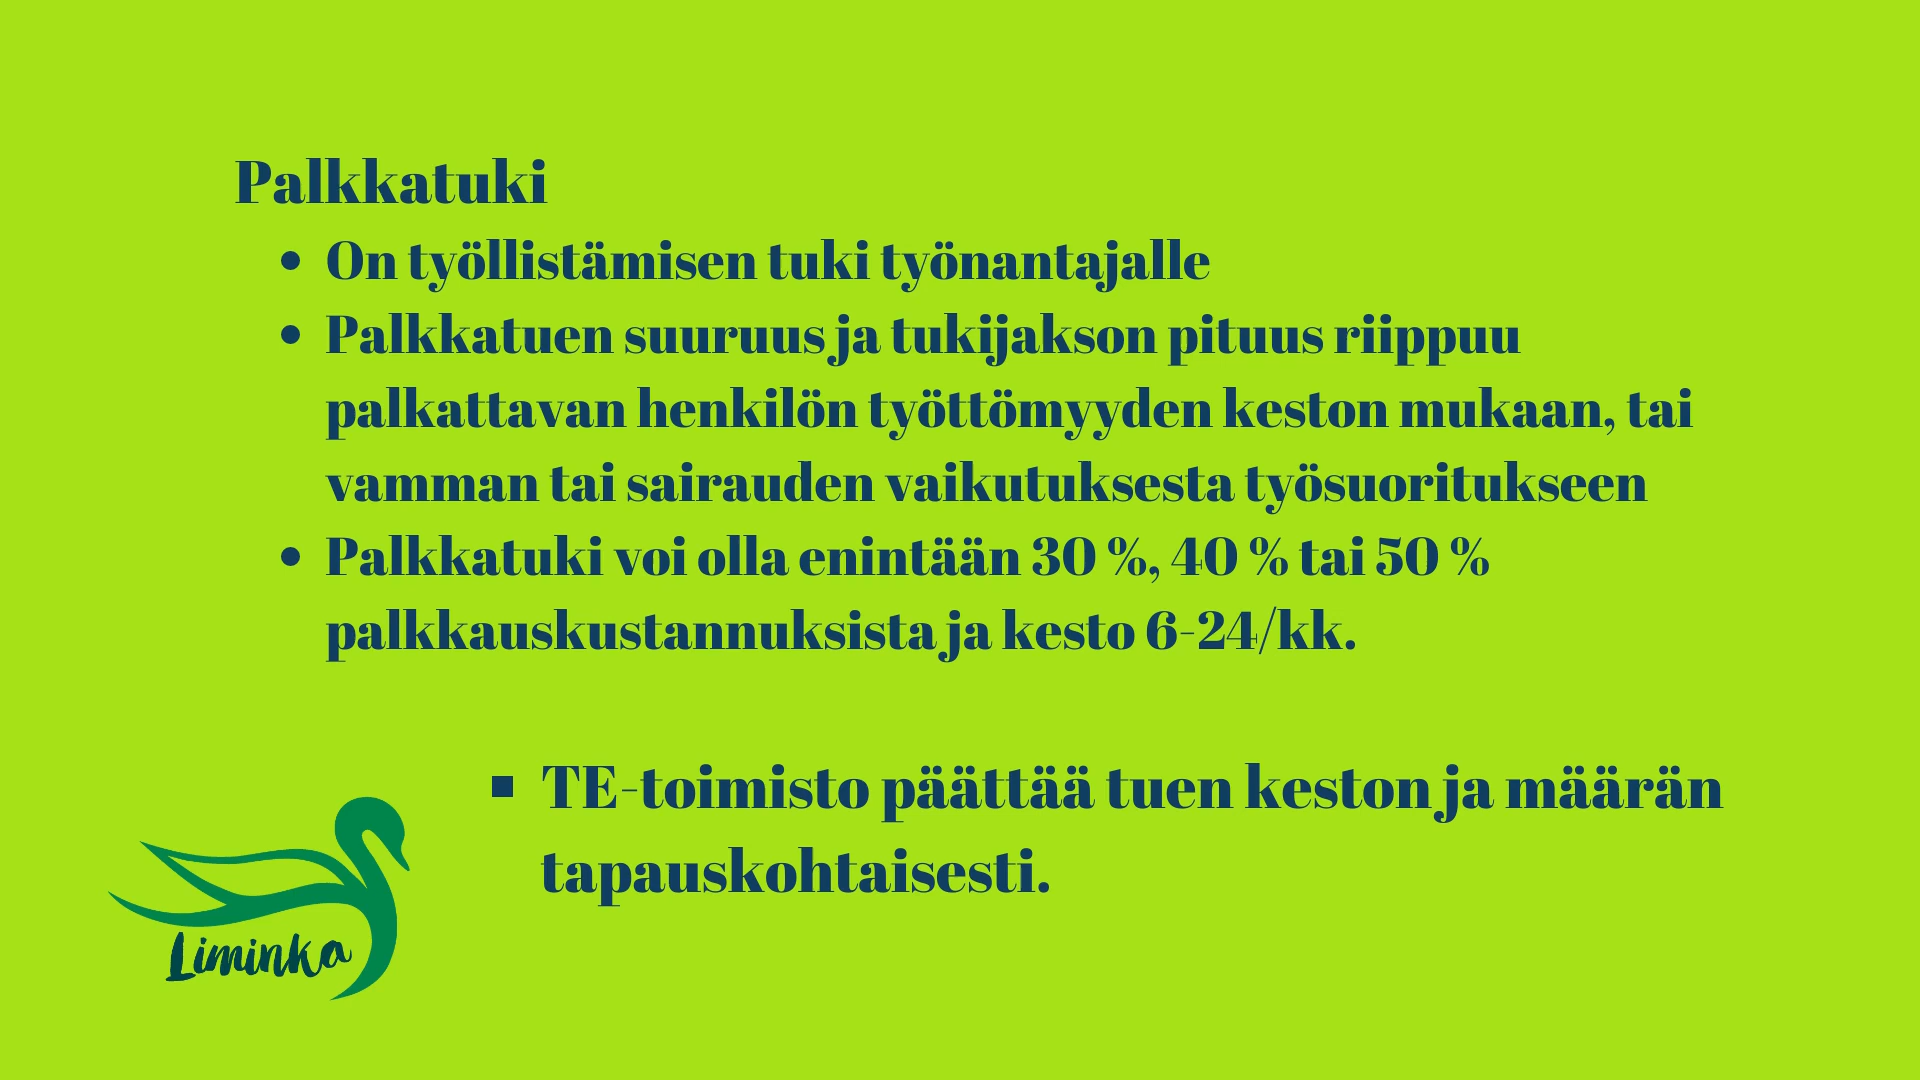 Palkkatuki
• On työllistämisen tuki työnantajalle
• Palkkatuen suuruus ja tukijakson pituus riippuu
palkattavan henkilön työttömyyden keston mukaan, tai
vamman tai sairauden vaikutuksesta työsuoritukseen
• Palkkatuki voi olla enintään 30 %, 40 % tai 50 %
palkkauskustannuksista ja kesto 6-24/kk.
▪ TE-toimisto päättää tuen keston ja määrän
tapauskohtaisesti.
Liminka